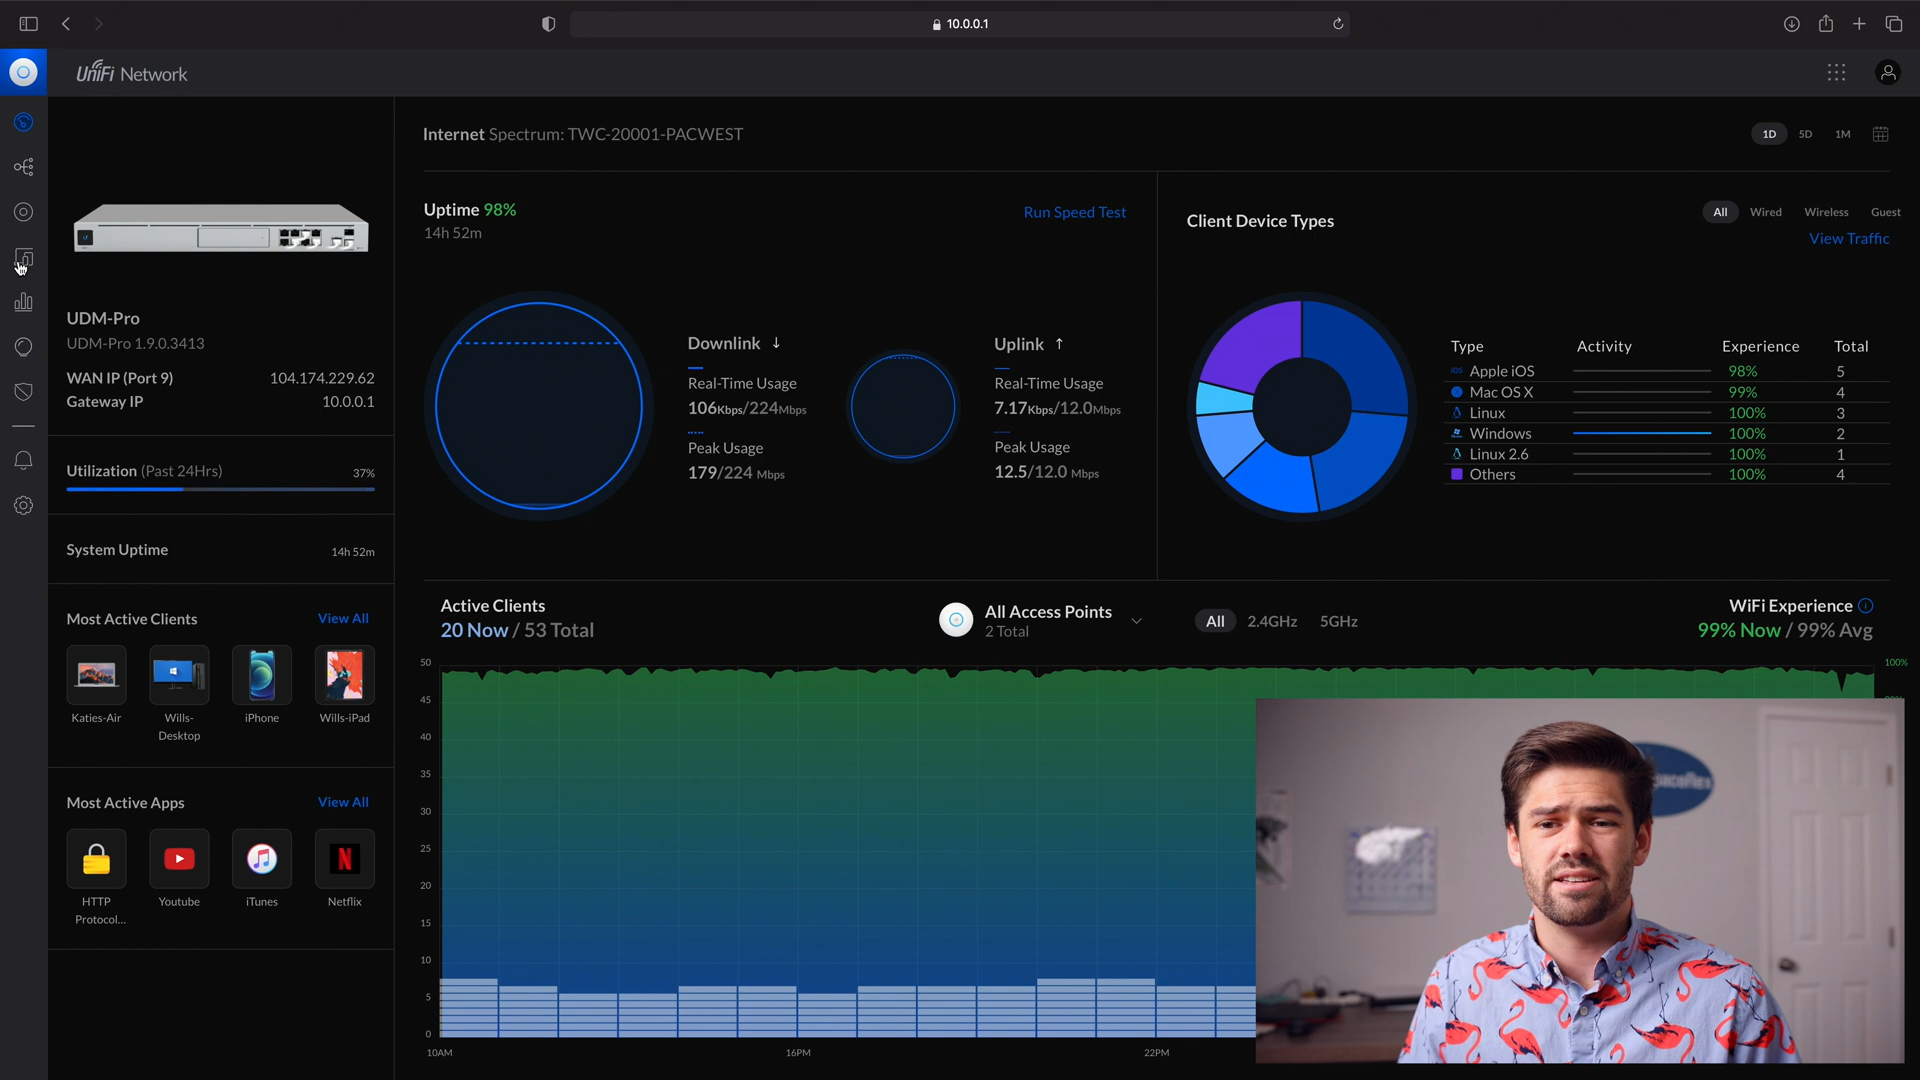 10.0.0.1
UniFi Network
Internet Spectrum: TWC-20001-PACWEST
1D 5D 1M
UDM-Pro
UDM-Pro 1.9.0.3413
WAN IP (Port 9) 104.174.229.62
Gateway IP 10.0.0.1
Utilization (Past 24Hrs) 37%
System Uptime 14h 52m
Most Active Clients View All
Katies-Air
Wills-
Desktop
iPhone
Wills-iPad
Most Active Apps View All
HTTP
Protocol...
Youtube
iTunes
Netflix
Uptime 98%
14h 52m
Run Speed Test
Downlink ↓
Real-Time Usage
106Kbps/224Mbps
Peak Usage
179/224 Mbps
Uplink ↑
Real-Time Usage
7.17Kbps/12.0Mbps
Peak Usage
12.5/12.0 Mbps
Client Device Types
All Wired Wireless Guest
View Traffic
Type Activity Experience Total
iOS Apple iOS 98% 5
Mac OS X 99% 4
Linux 100% 3
Windows 100% 2
Linux 2.6 100% 1
Others 100% 4
Active Clients
20 Now / 53 Total
All Access Points
2 Total
All 2.4GHz 5GHz
WiFi Experience
99% Now / 99% Avg
50
45
40
35
30
25
20
15
10
5
0
100%
10AM 16PM 22PM